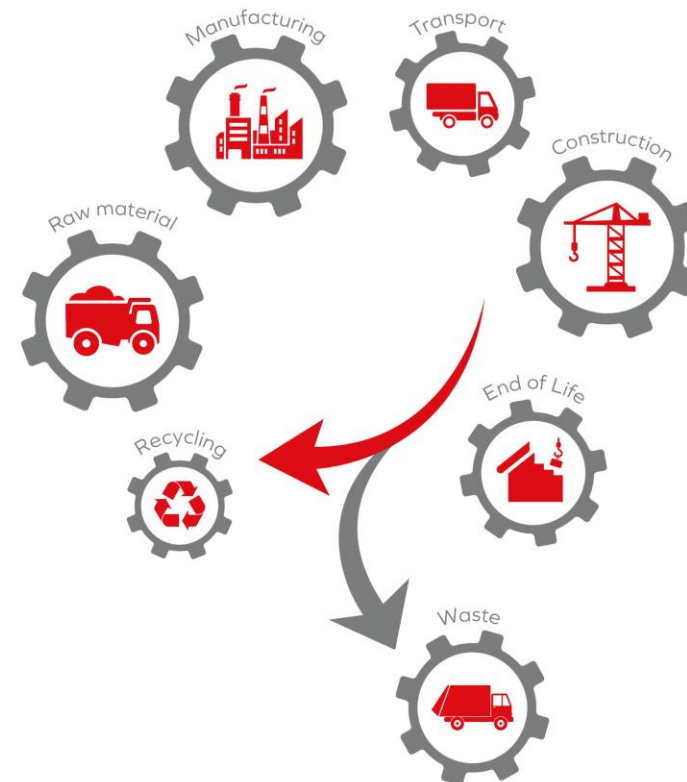 Manufacturing
Transport
Construction
Raw material
End of Life
Recycling
Waste